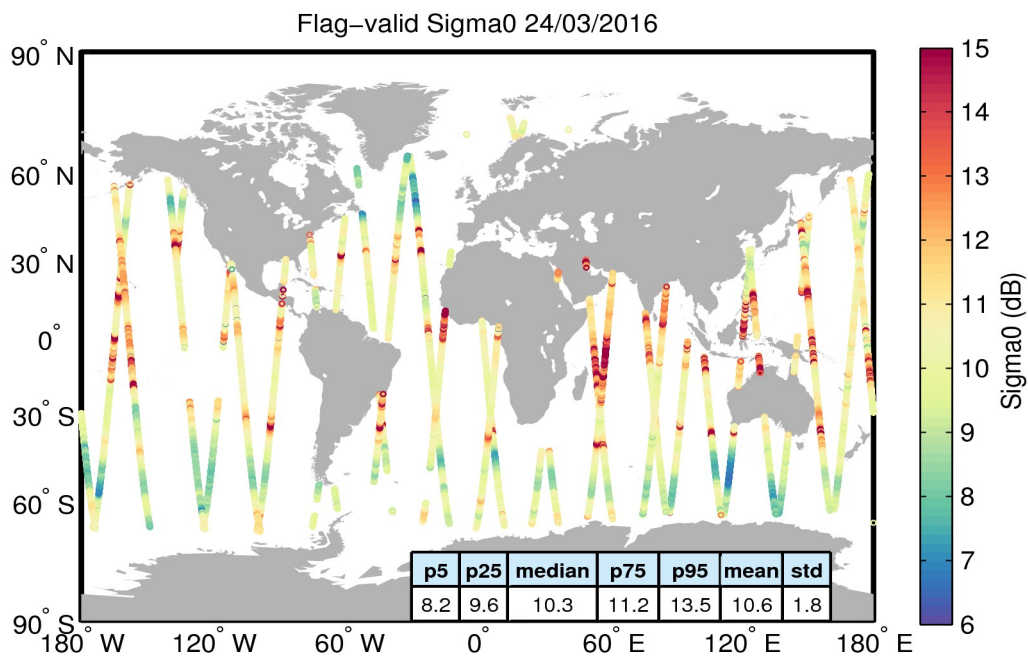 Flag−valid Sigma0 24/03/2016
90° N
60° N
30° N
0°
30° S
60° S
90° S
180° W
120° W
60° W
0°
60° E
120° E
180° E
p5 p25 median p75 p95 mean std
8.2 9.6 10.3 11.2 13.5 10.6 1.8
15
14
13
12
11
10
9
8
7
6
Sigma0 (dB)